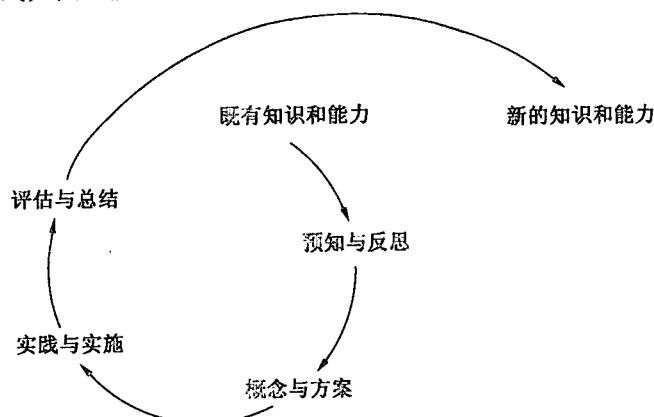 既有知识和能力
新的知识和能力
评估与总结
预知与反思
实践与实施
概念与方案